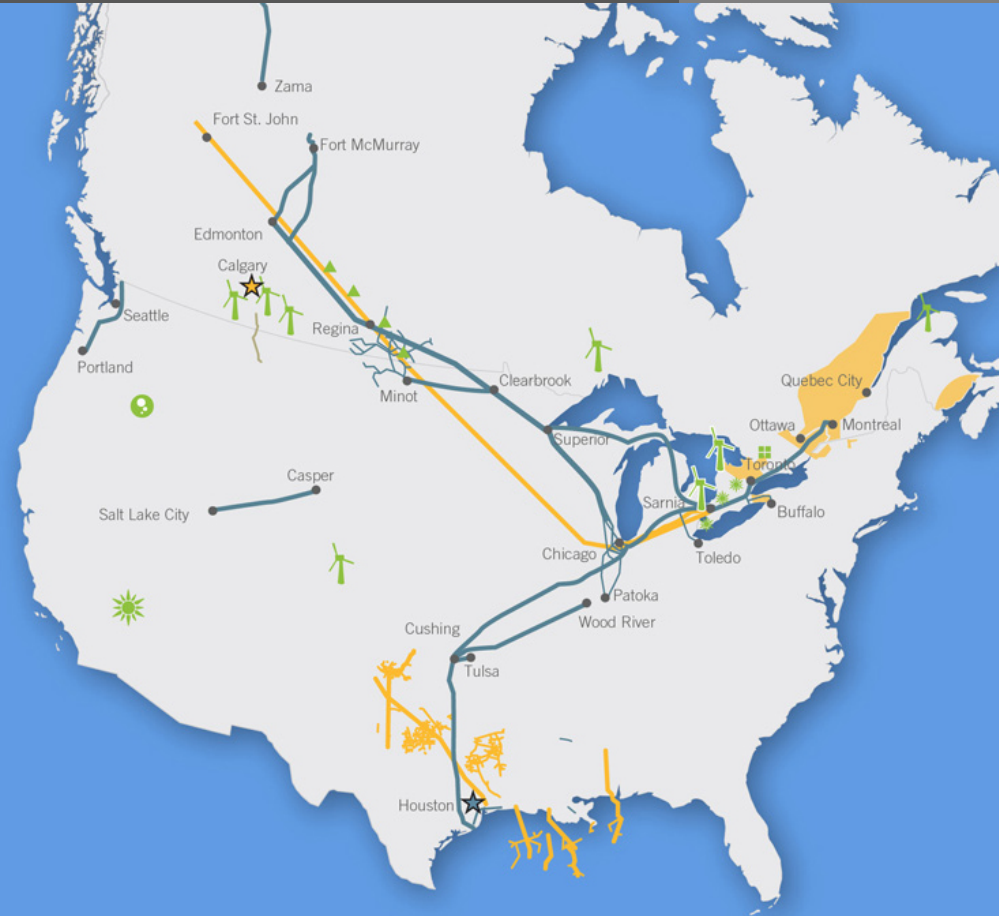 Zama
Fort St. John
Fort McMurray
Edmonton
Calgary
Seattle
Regina
Portland
Minot
Clearbrook
Quebec City
Ottawa
Montreal
Superior
Toronto
Casper
Salt Lake City
Sarnia
Buffalo
Chicago
Toledo
Patoka
Wood River
Cushing
Tulsa
Houston